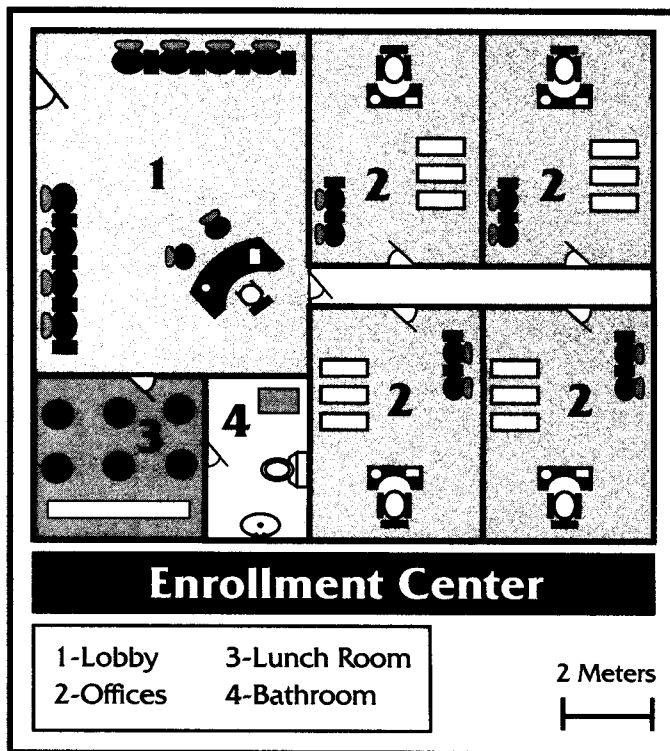 1
2
2
2
2
3
4
Enrollment Center
1-Lobby
3-Lunch Room
2-Offices
4-Bathroom
2 Meters